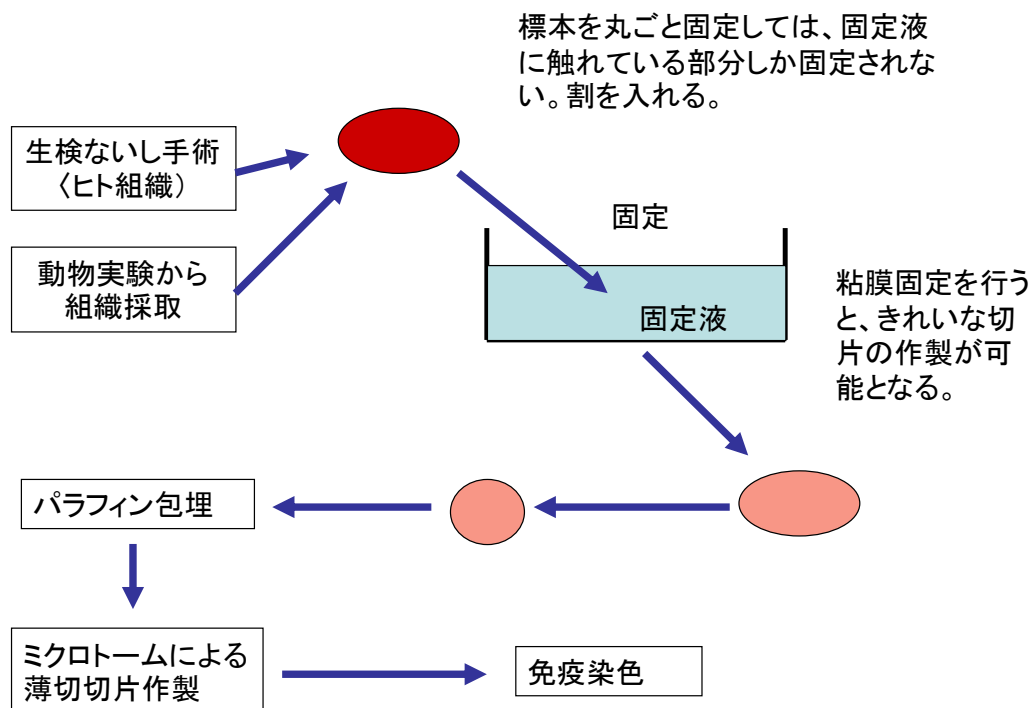 標本を丸ごと固定しては、固定液
に触れている部分しか固定されな
い。割を入れる。
生検ないし手術
〈ヒト組織）
動物実験から
組織採取
固定
固定液
粘膜固定を行う
と、きれいな切
片の作製が可
能となる。
パラフィン包埋
ミクロトームによる
薄切切片作製
免疫染色